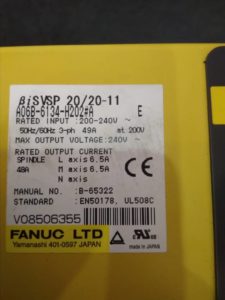 βiSVSP 20/20-11
A06B-6134-H202#A E
RATED INPUT :200-240V ~
50Hz/60Hz 3-ph 49A at 200V
MAX OUTPUT VOLTAGE:240V ~
RATED OUTPUT CURRENT
SPINDLE L axis 6.5A
48A M axis 6.5A
N axis
CE
MANUAL NO. :B-65322
STANDARD :EN50178, UL508C
V08506355
FANUC LTD
Yamanashi 401-0597 JAPAN
made in JAPAN